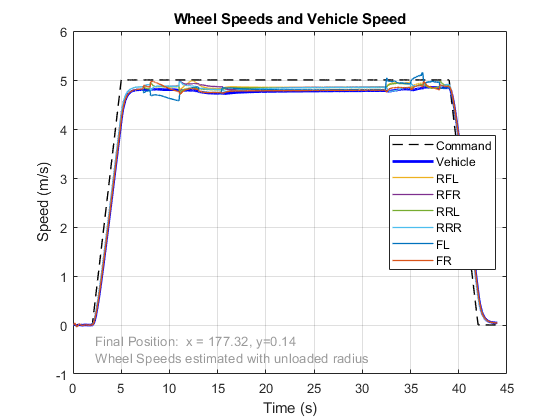 Wheel Speeds and Vehicle Speed
6
5
4
3
2
1
0
-1
Speed (m/s)
Command
Vehicle
RFL
RFR
RRL
RRR
FL
FR
Final Position:  x = 177.32, y=0.14
Wheel Speeds estimated with unloaded radius
0 5 10 15 20 25 30 35 40 45
Time (s)